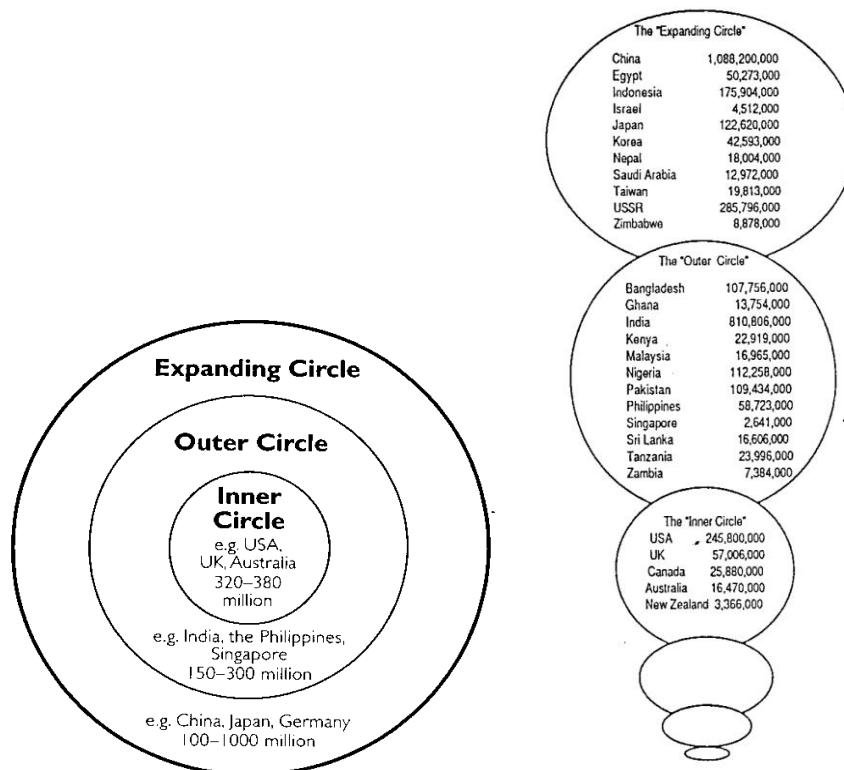 The "Expanding Circle"
China 1,088,200,000
Egypt 50,273,000
Indonesia 175,904,000
Israel 4,512,000
Japan 122,620,000
Korea 42,593,000
Nepal 18,004,000
Saudi Arabia 12,972,000
Taiwan 19,813,000
USSR 285,796,000
Zimbabwe 8,878,000
The "Outer Circle"
Bangladesh 107,756,000
Ghana 13,754,000
India 810,806,000
Kenya 22,919,000
Malaysia 16,965,000
Nigeria 112,258,000
Pakistan 109,434,000
Philippines 58,723,000
Singapore 2,641,000
Sri Lanka 16,606,000
Tanzania 23,996,000
Zambia 7,384,000
The "Inner Circle"
USA 245,800,000
UK 57,006,000
Canada 25,880,000
Australia 16,470,000
New Zealand 3,366,000
Expanding Circle
Outer Circle
Inner
Circle
e.g. USA,
UK, Australia
320–380
million
e.g. India, the Philippines,
Singapore
150–300 million
e.g. China, Japan, Germany
100–1000 million